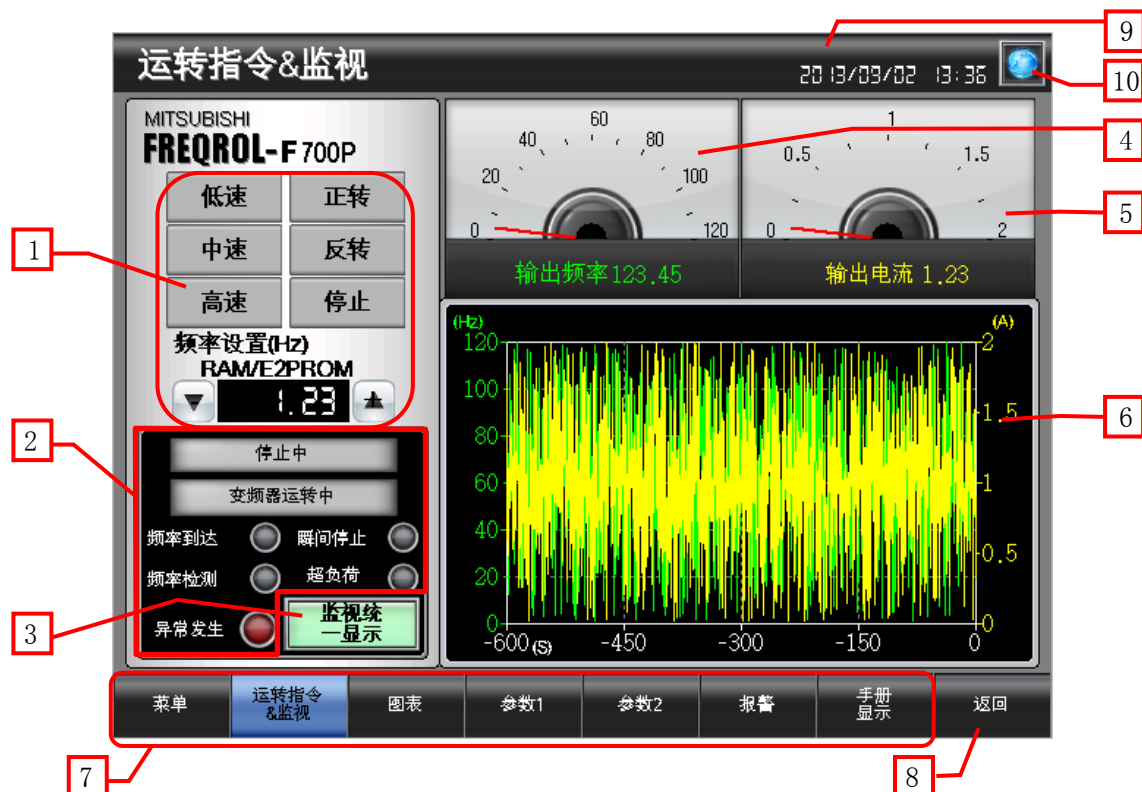 9
运转指令&监视
2013/09/02 13:36
10
MITSUBISHI
FREQROL-F700P
低速 正转
中速 反转
高速 停止
频率设置(Hz)
RAM/E2PROM
1.23
1
停止中
变频器运转中
频率到达 瞬间停止
频率检测 超负荷
异常发生
监视统
一显示
2
3
0 20 40 60 80 100 120
输出频率123.45
4
0 0.5 1 1.5 2
输出电流 1.23
5
(Hz) (A)
120 2
100
1.5
80
60 1
40
0.5
20
0 0
-600(S) -450 -300 -150 0
6
菜单
运转指令
&监视
图表
参数1
参数2
报警
手册
显示
返回
7
8